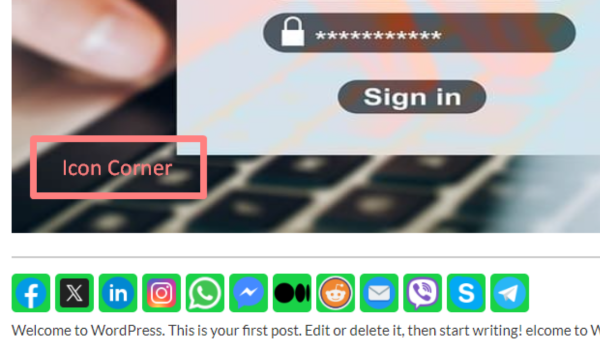 ***********
Sign in
Icon Corner
Welcome to WordPress. This is your first post. Edit or delete it, then start writing! elcome to W